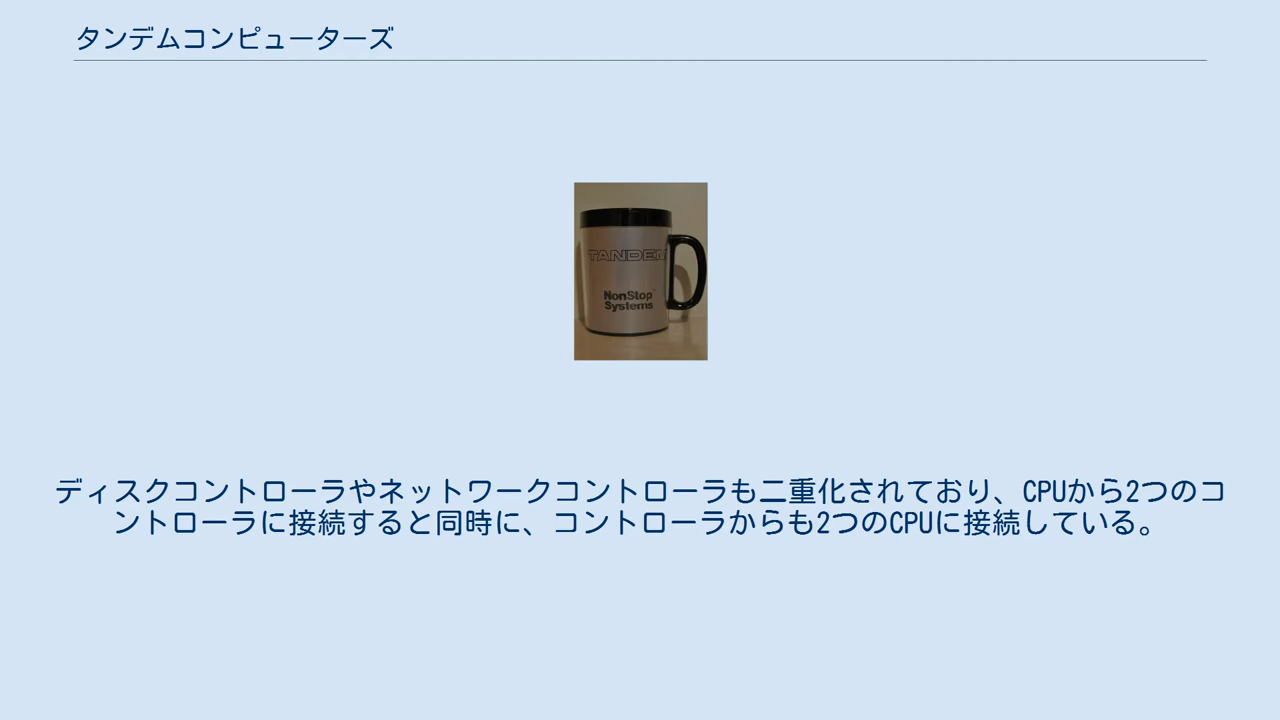 タンデムコンピューターズ
TANDEM
NonStop
Systems
ディスクコントローラやネットワークコントローラも二重化されており、CPUから2つのコ
ントローラに接続すると同時に、コントローラからも2つのCPUに接続している。